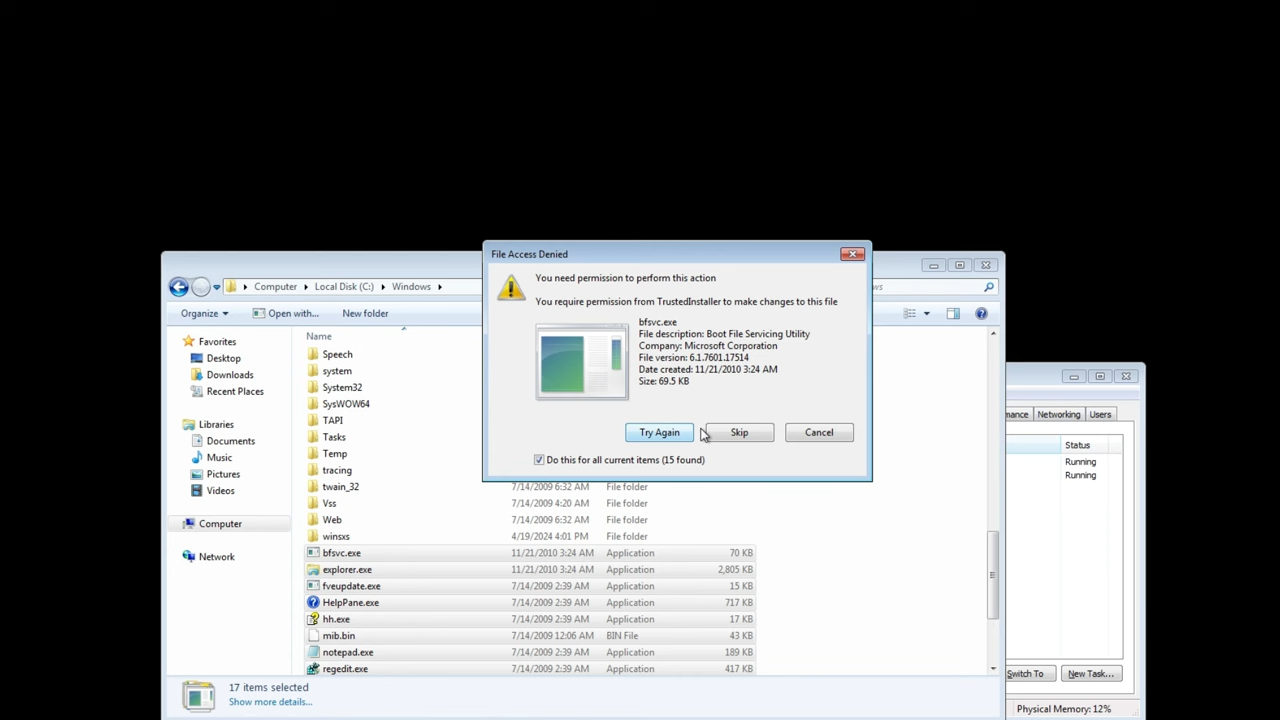 File Access Denied
You need permission to perform this action
You require permission from TrustedInstaller to make changes to this file
bfsvc.exe
File description: Boot File Servicing Utility
Company: Microsoft Corporation
File version: 6.1.7601.17514
Date created: 11/21/2010 3:24 AM
Size: 69.5 KB
Try Again Skip Cancel
Do this for all current items (15 found)
Computer Local Disk (C:) Windows
Organize Open with... New folder
Favorites
Desktop
Downloads
Recent Places
Libraries
Documents
Music
Pictures
Videos
Computer
Network
Name
Speech
system
System32
SysWOW64
TAPI
Tasks
Temp
tracing
twain_32 7/14/2009 6:32 AM File folder
Vss 7/14/2009 4:20 AM File folder
Web 7/14/2009 6:32 AM File folder
winsxs 4/19/2024 4:01 PM File folder
bfsvc.exe 11/21/2010 3:24 AM Application 70 KB
explorer.exe 11/21/2010 3:24 AM Application 2,805 KB
fveupdate.exe 7/14/2009 2:39 AM Application 15 KB
HelpPane.exe 7/14/2009 2:39 AM Application 717 KB
hh.exe 7/14/2009 2:39 AM Application 17 KB
mib.bin 7/14/2009 12:06 AM BIN File 43 KB
notepad.exe 7/14/2009 2:39 AM Application 189 KB
regedit.exe 7/14/2009 2:39 AM Application 417 KB
17 items selected
Show more details...
Networking Users
Status
Running
Running
Switch To New Task...
Physical Memory: 12%